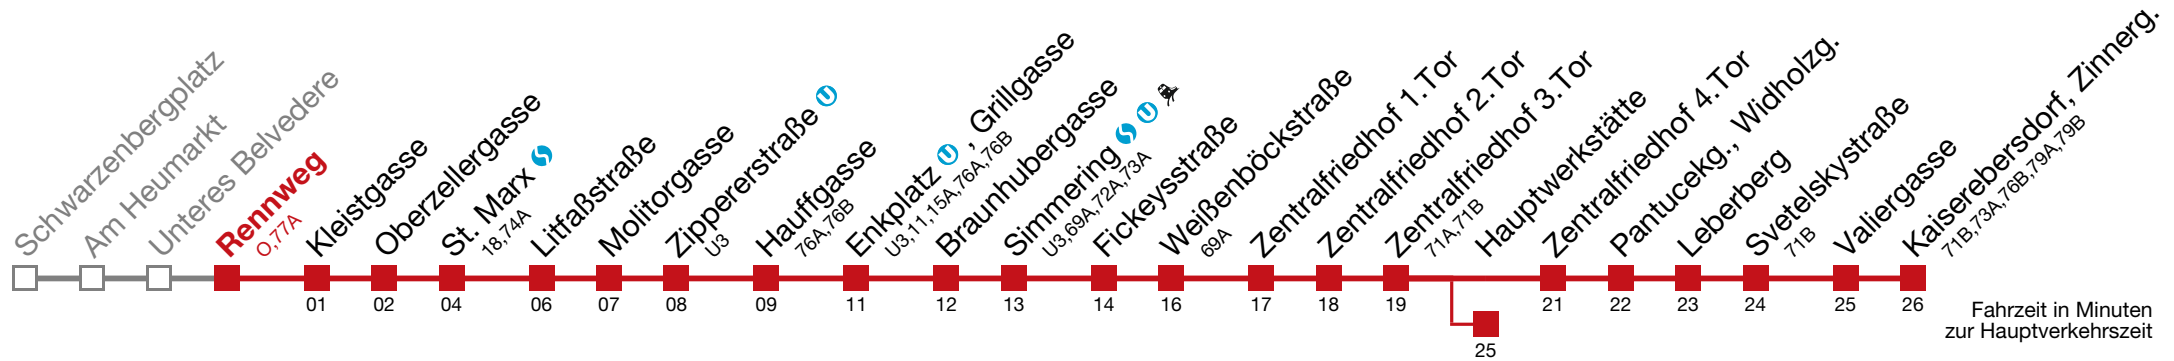 Schwarzenbergplatz
Am Heumarkt
Unteres Belvedere
Rennweg
O,77A
Kleistgasse
Oberzellergasse
St. Marx
18,74A
Litfaßstraße
Molitorgasse
Zippererstraße U
U3
Hauffgasse
76A,76B
Enkplatz U , Grillgasse
U3,11,15A,76A,76B
Braunhubergasse
Simmering U
U3,69A,72A,73A
Fickeysstraße
Weißenböckstraße
69A
Zentralfriedhof 1.Tor
Zentralfriedhof 2.Tor
Zentralfriedhof 3.Tor
71A,71B
Hauptwerkstätte
Zentralfriedhof 4.Tor
Pantucekg., Widholzg.
Leberberg
Svetelskystraße
71B
Valiergasse
Kaiserebersdorf, Zinnerg.
71B,73A,76B,79A,79B
01 02 04 06 07 08 09 11 12 13 14 16 17 18 19 21 22 23 24 25 26
25
Fahrzeit in Minuten
zur Hauptverkehrszeit